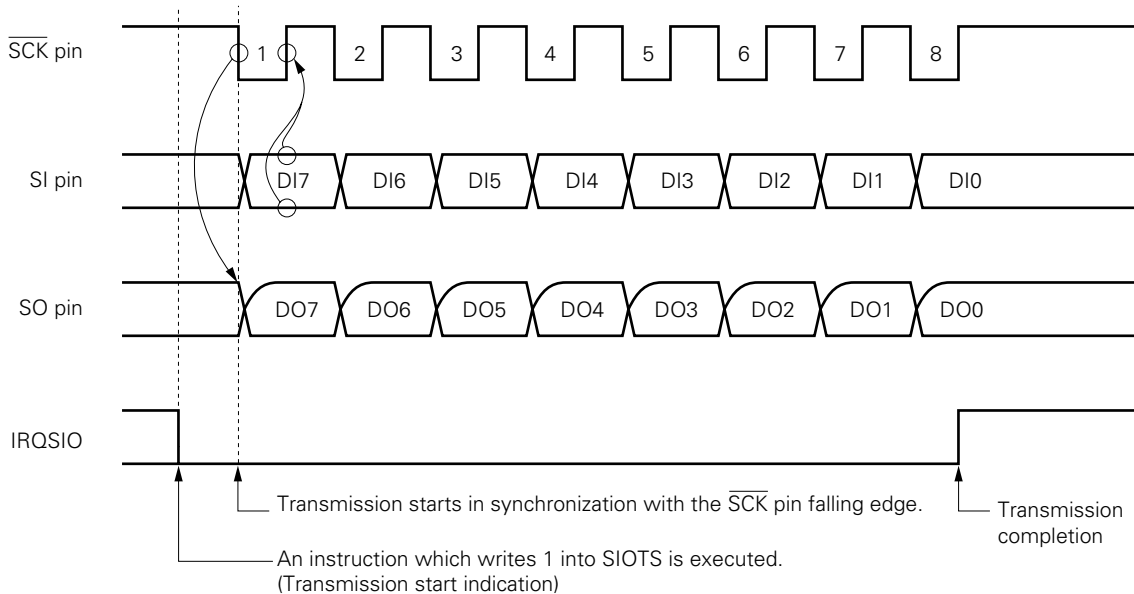 SCK pin
1 2 3 4 5 6 7 8
SI pin
DI7 DI6 DI5 DI4 DI3 DI2 DI1 DI0
SO pin
DO7 DO6 DO5 DO4 DO3 DO2 DO1 DO0
IRQSIO
Transmission starts in synchronization with the SCK pin falling edge.
Transmission
completion
An instruction which writes 1 into SIOTS is executed.
(Transmission start indication)